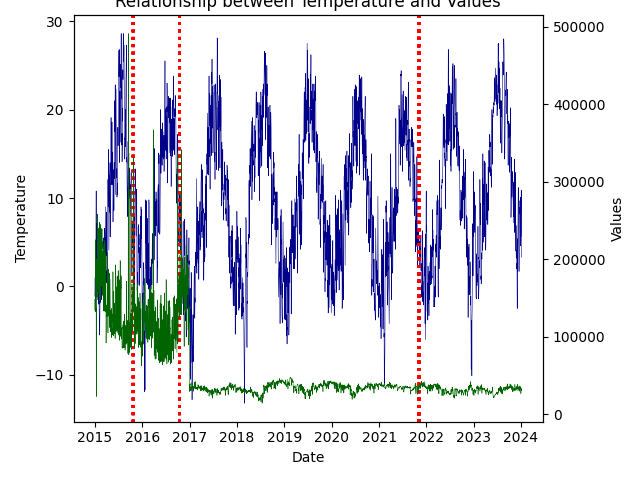 Relationship between Temperature and Values
30
20
10
0
−10
Temperature
500000
400000
300000
200000
100000
0
Values
2015 2016 2017 2018 2019 2020 2021 2022 2023 2024
Date